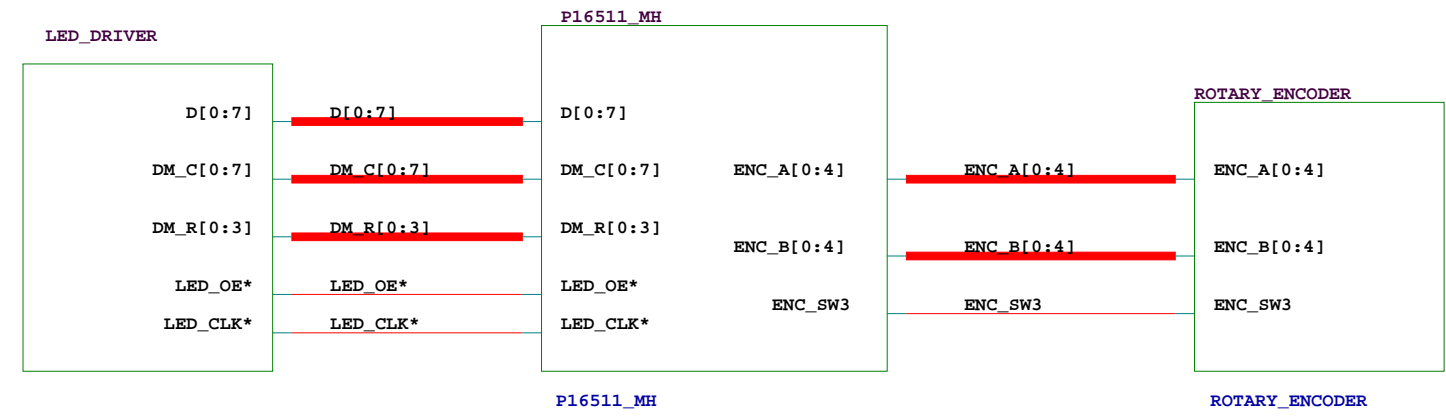 P16511_MH
LED_DRIVER
ROTARY_ENCODER
D[0:7] D[0:7] D[0:7]
DM_C[0:7] DM_C[0:7] DM_C[0:7] ENC_A[0:4] ENC_A[0:4] ENC_A[0:4]
DM_R[0:3] DM_R[0:3] DM_R[0:3]
ENC_B[0:4] ENC_B[0:4] ENC_B[0:4]
LED_OE* LED_OE* LED_OE*
ENC_SW3 ENC_SW3 ENC_SW3
LED_CLK* LED_CLK* LED_CLK*
P16511_MH ROTARY_ENCODER